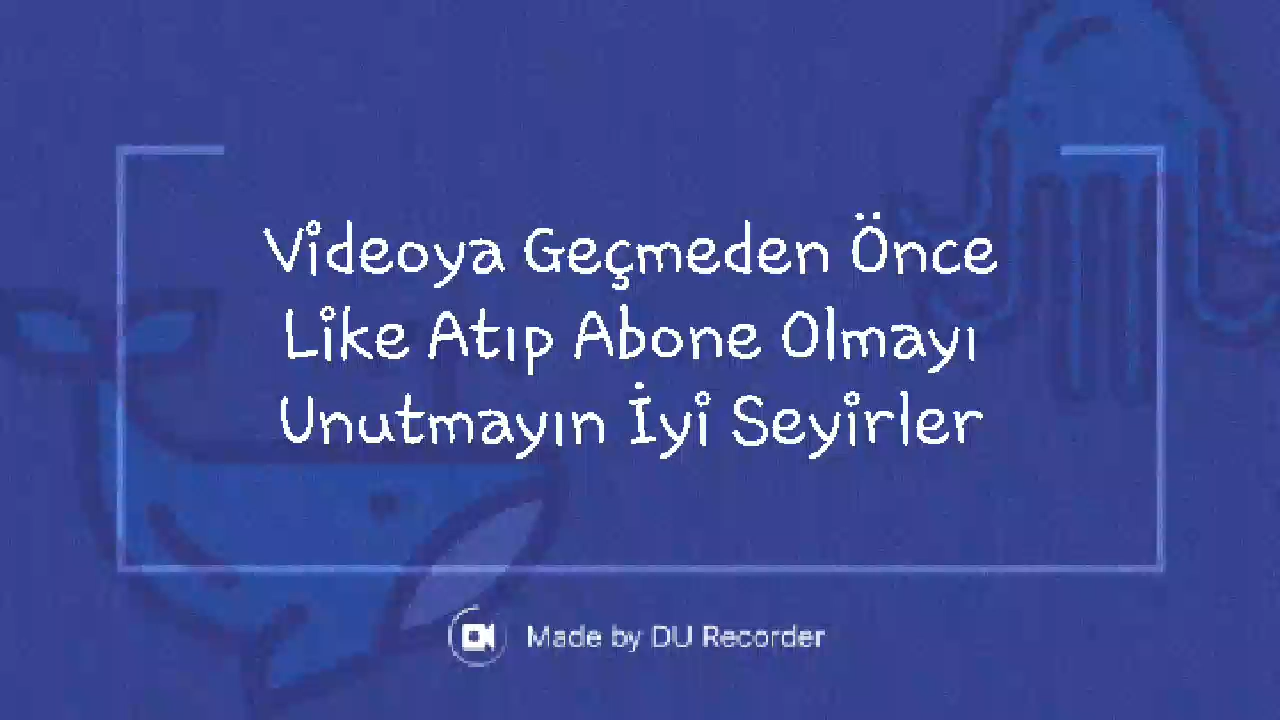 Videoya Geçmeden Önce
Like Atıp Abone Olmayı
Unutmayın İyi Seyirler
Made by DU Recorder